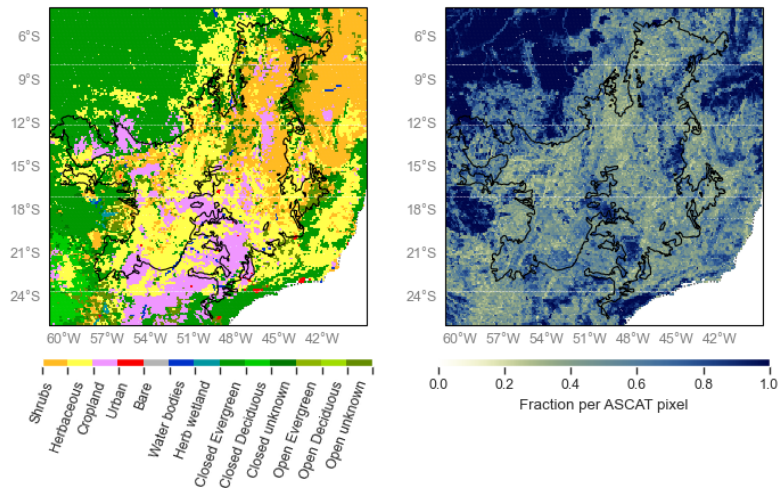 6°S
9°S
12°S
15°S
18°S
21°S
24°S
60°W 57°W 54°W 51°W 48°W 45°W 42°W
Shrubs
Herbaceous
Cropland
Urban
Bare
Water bodies
Herb wetland
Closed Evergreen
Closed Deciduous
Closed unknown
Open Evergreen
Open Deciduous
Open unknown
6°S
9°S
12°S
15°S
18°S
21°S
24°S
60°W 57°W 54°W 51°W 48°W 45°W 42°W
0.0 0.2 0.4 0.6 0.8 1.0
Fraction per ASCAT pixel